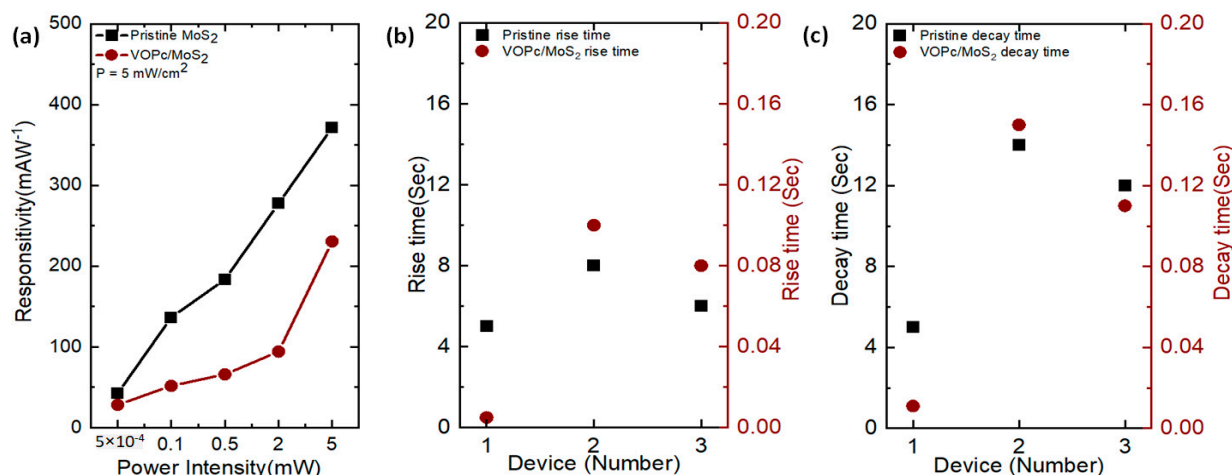 (a)
Pristine MoS₂
VOPc/MoS₂
P = 5 mW/cm²
Responsitivity(mAW⁻¹)
500
400
300
200
100
0
5×10⁻⁴ 0.1 0.5 2 5
Power Intensity(mW)
(b)
Pristine rise time
VOPc/MoS₂ rise time
Rise time(Sec)
20
16
12
8
4
0
1 2 3
Device (Number)
0.20
0.16
0.12
0.08
0.04
0.00
Rise time (Sec)
(c)
Pristine decay time
VOPc/MoS₂ decay time
Decay time(Sec)
20
16
12
8
4
0
1 2 3
Device (Number)
0.20
0.16
0.12
0.08
0.04
0.00
Decay time(Sec)